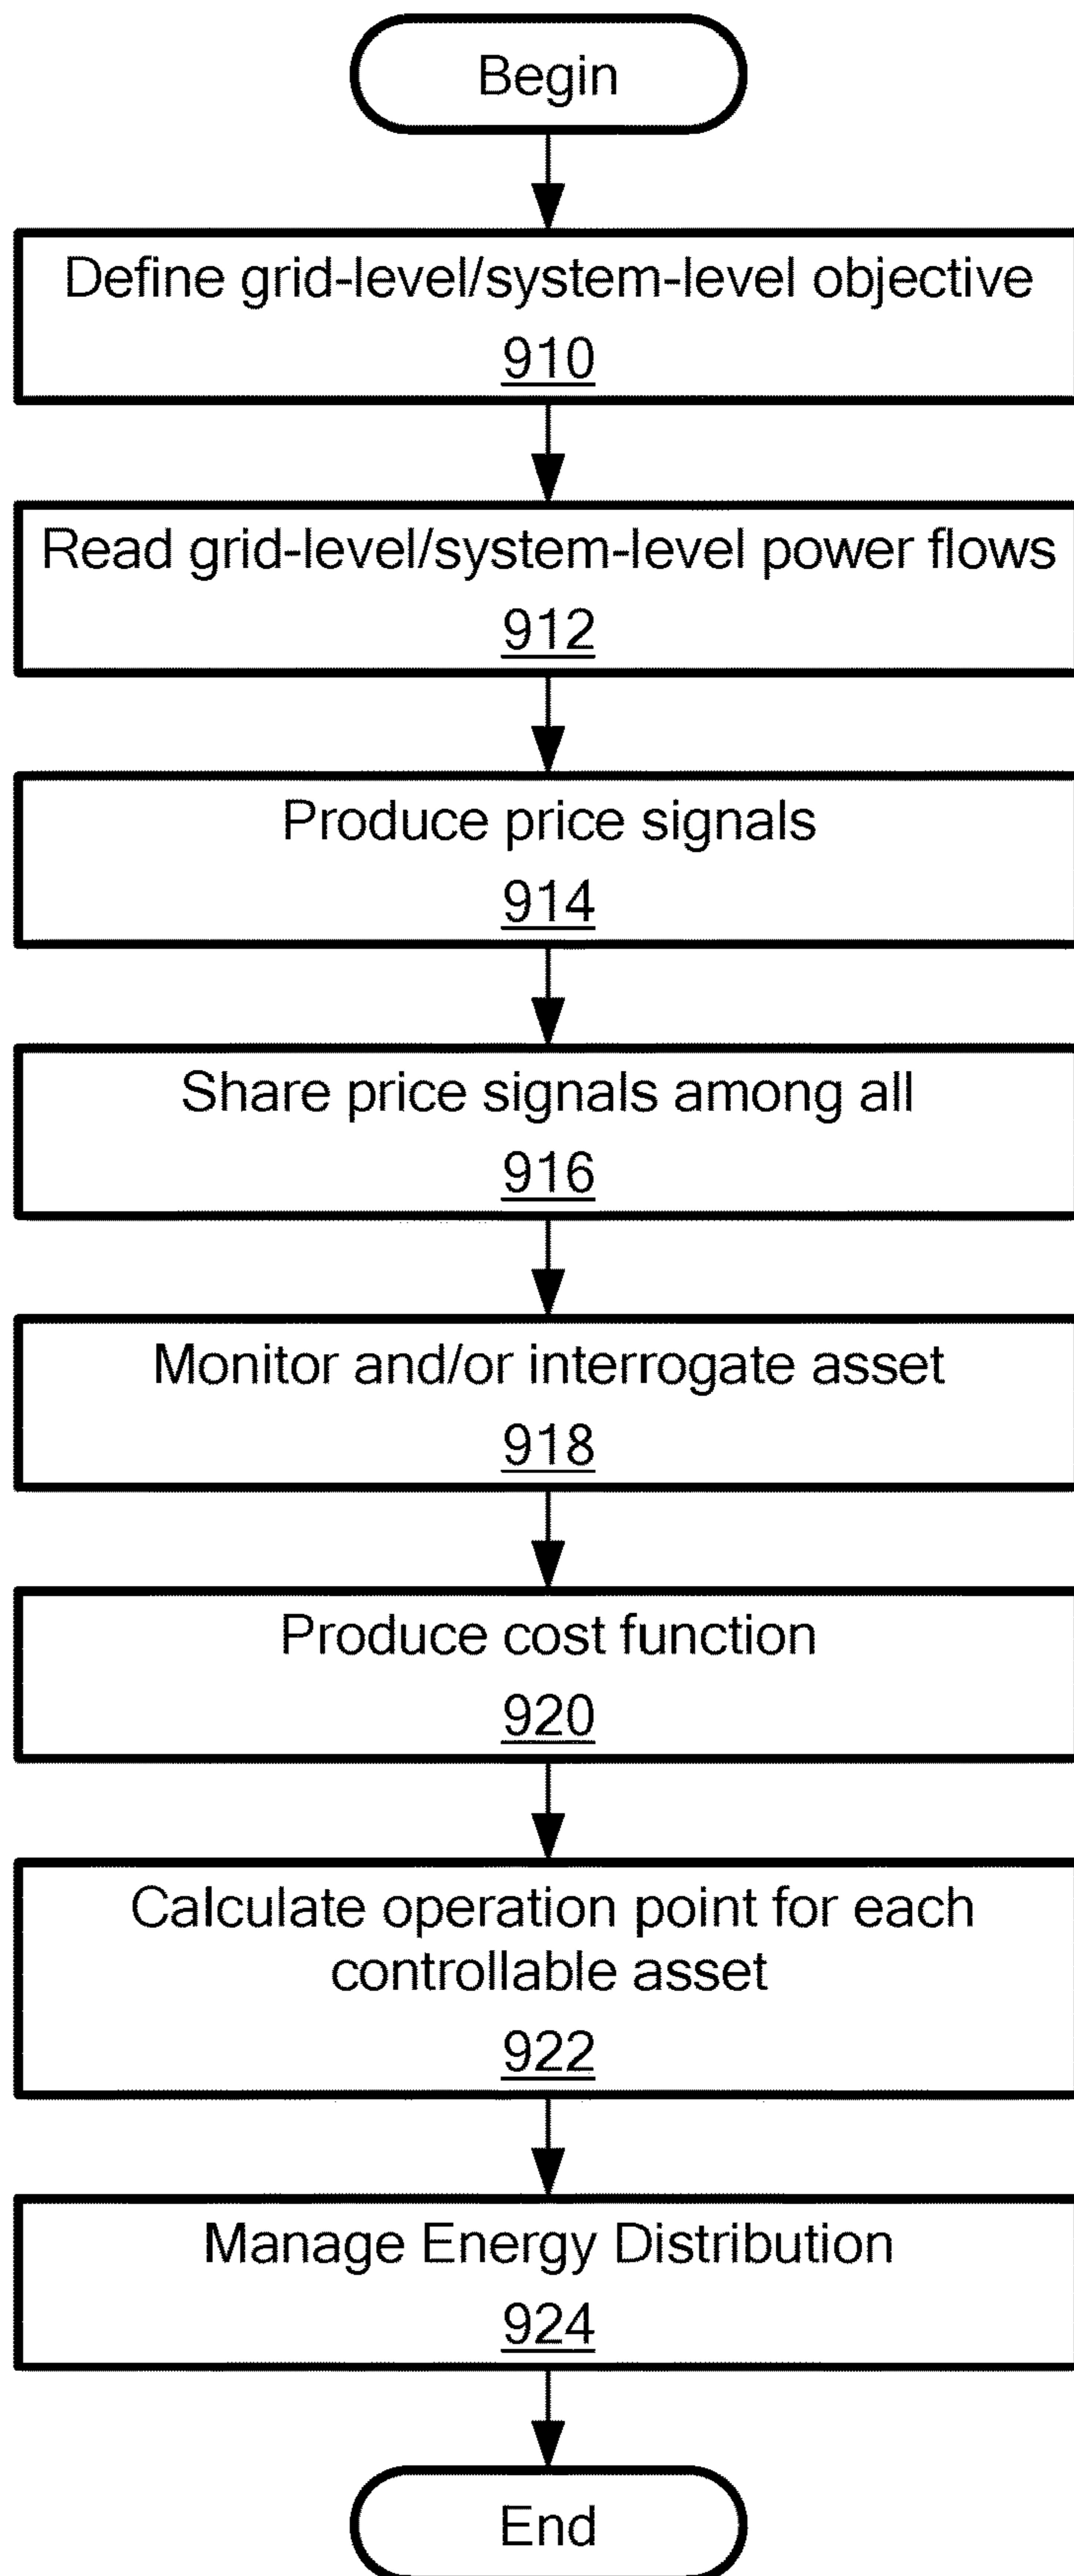 Begin
Define grid-level/system-level objective
910
Read grid-level/system-level power flows
912
Produce price signals
914
Share price signals among all
916
Monitor and/or interrogate asset
918
Produce cost function
920
Calculate operation point for each
controllable asset
922
Manage Energy Distribution
924
End